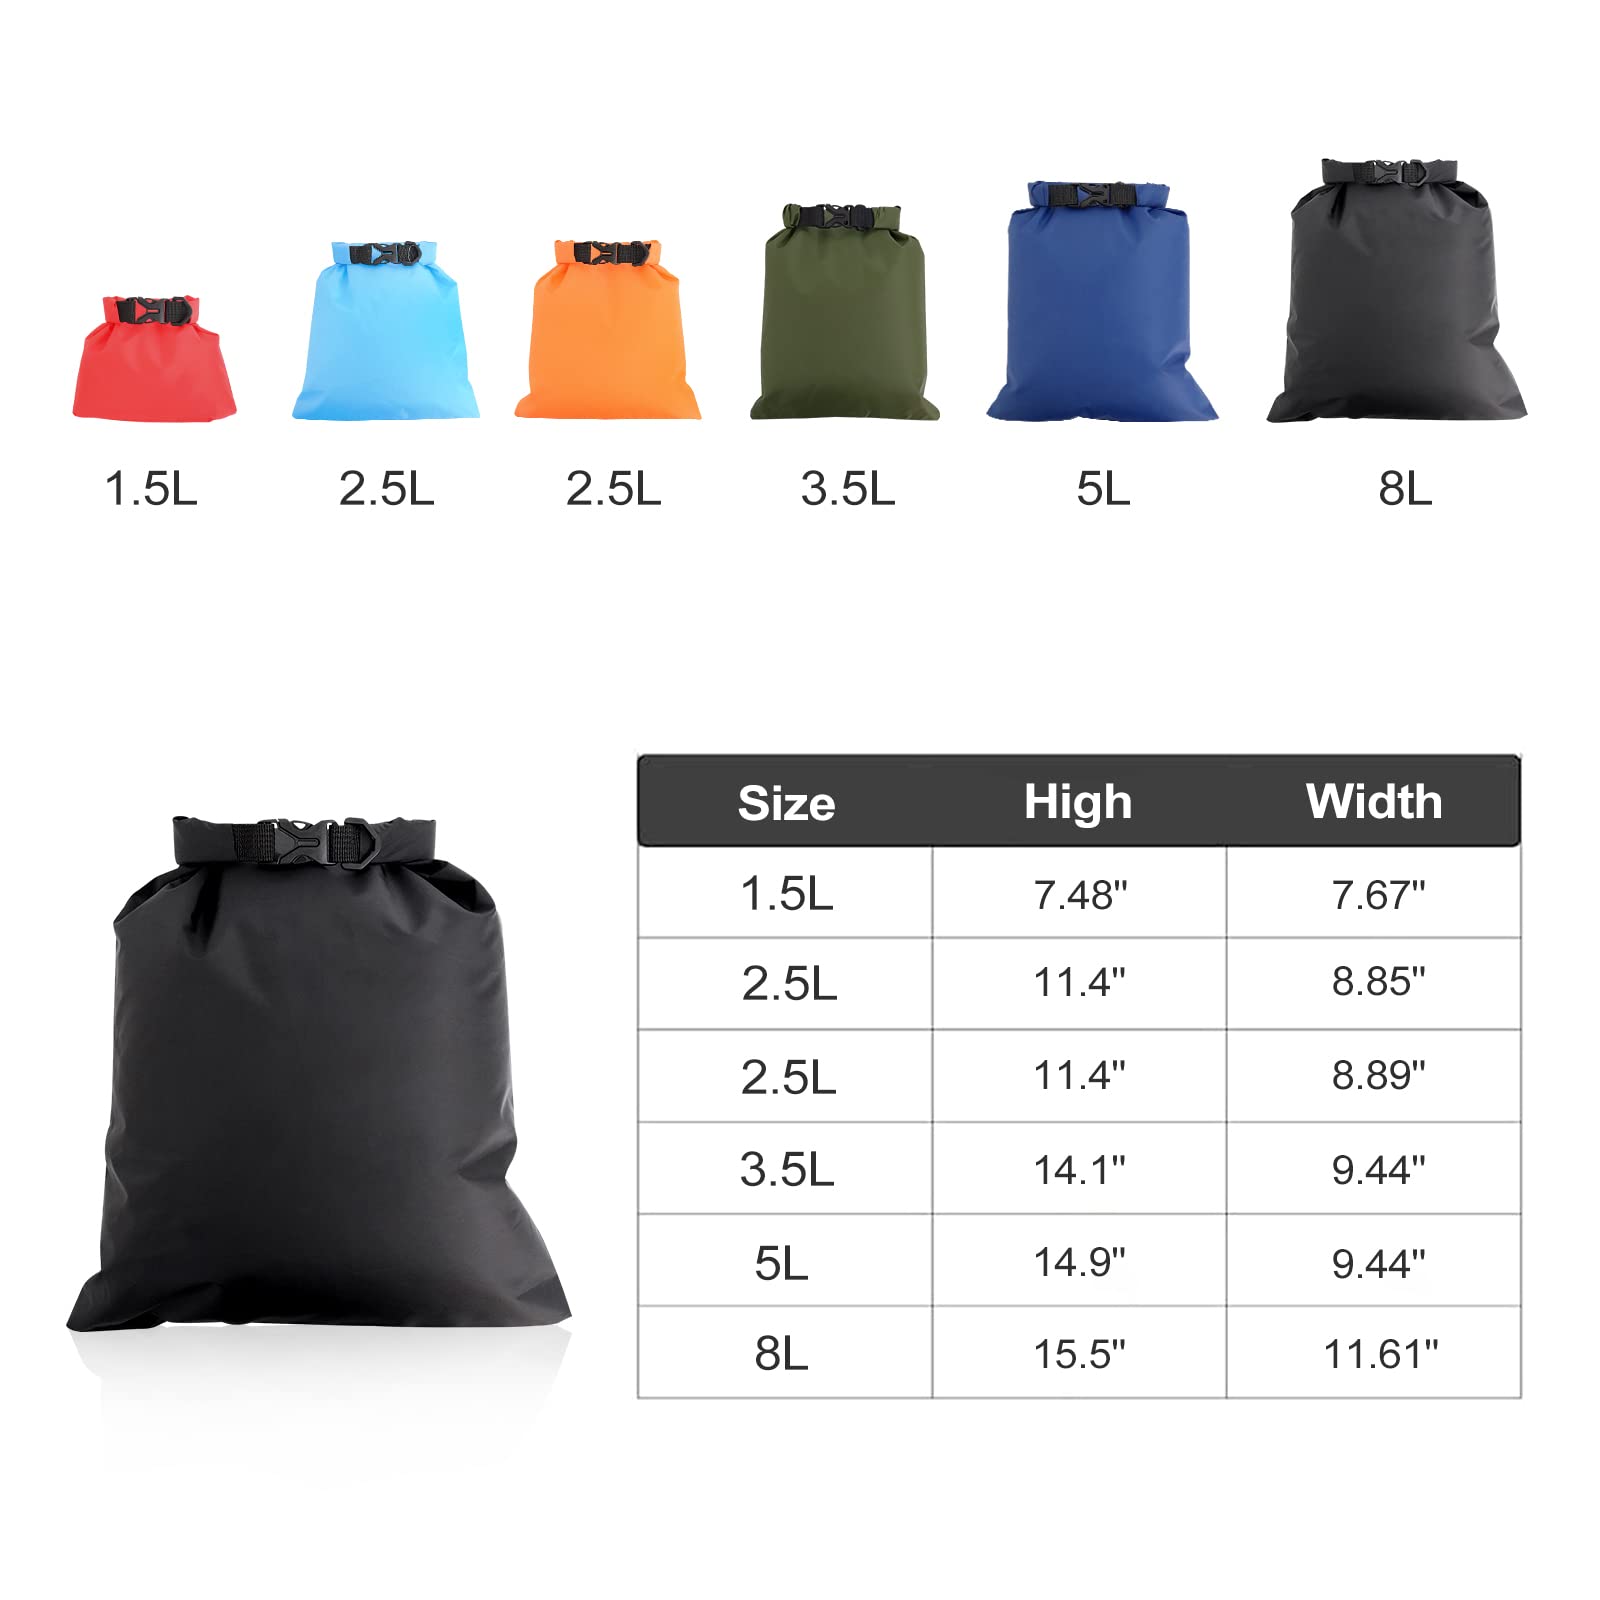 1.5L 2.5L 2.5L 3.5L 5L 8L
Size High Width
1.5L 7.48" 7.67"
2.5L 11.4" 8.85"
2.5L 11.4" 8.89"
3.5L 14.1" 9.44"
5L 14.9" 9.44"
8L 15.5" 11.61"